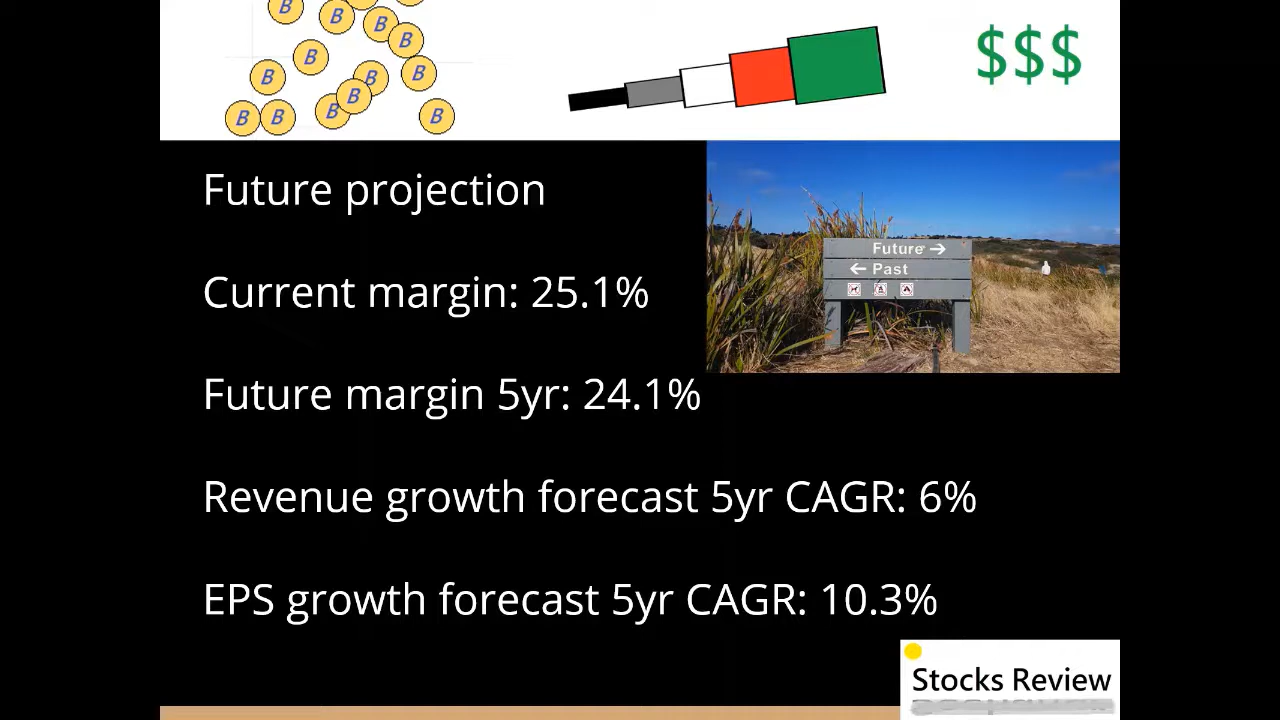 B
B
B
B
B
B
B
B
B
B
B
B
B
$$$
Future projection
Future →
← Past
Current margin: 25.1%
Future margin 5yr: 24.1%
Revenue growth forecast 5yr CAGR: 6%
EPS growth forecast 5yr CAGR: 10.3%
Stocks Review